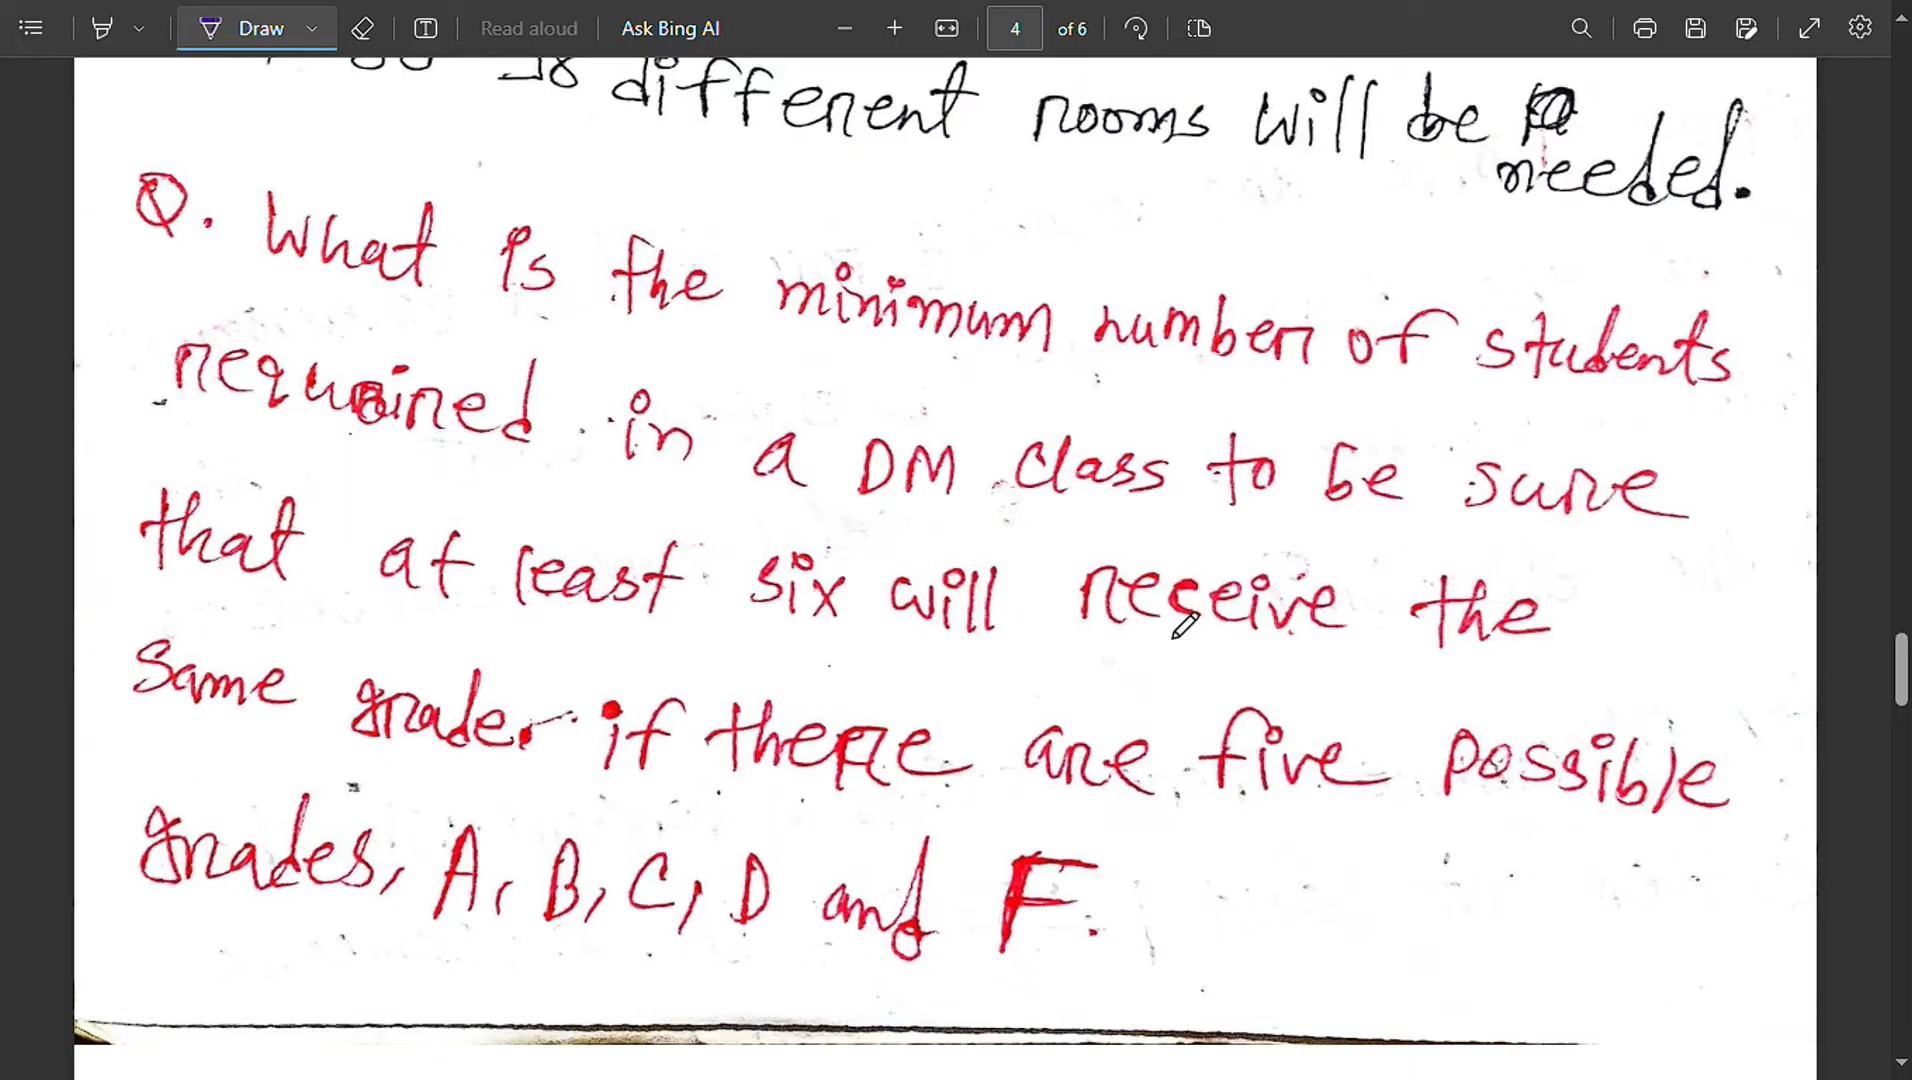 Draw
Read aloud
Ask Bing AI
4
of 6
different rooms will be
needed.
Q. What is the minimum number of students
required in a DM class to be sure
that at least six will receive the
same grade. if there are five possible
grades, A, B, C, D and F.